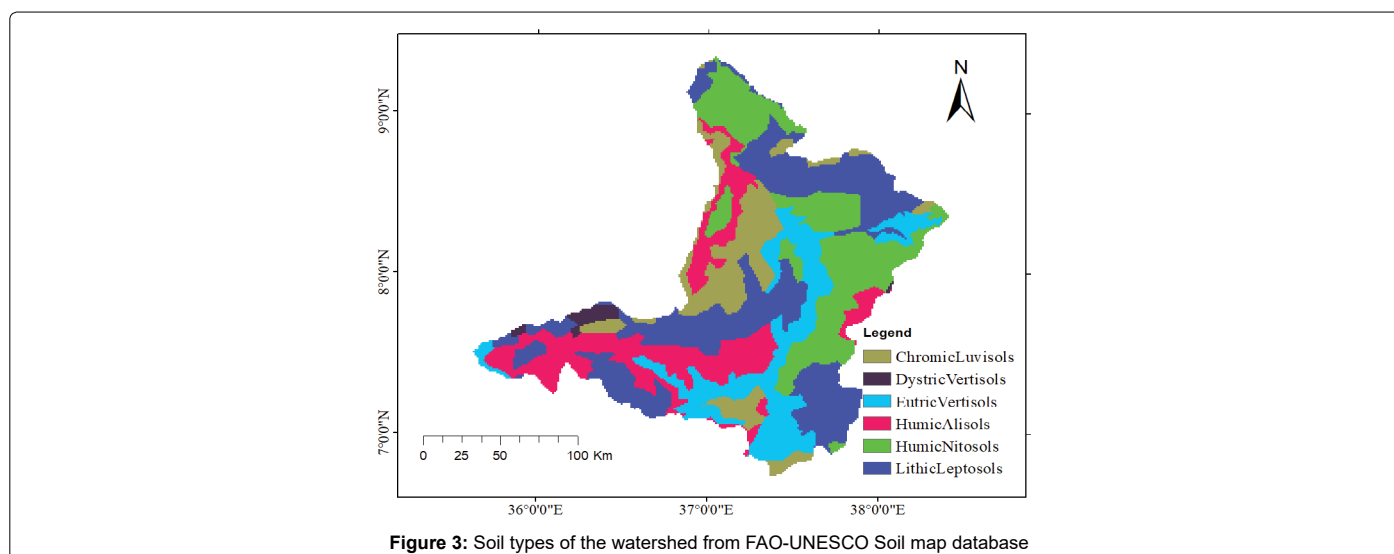 N
9°0'0"N
8°0'0"N
7°0'0"N
Legend
ChromicLuvisols
DystricVertisols
EutricVertisols
HumicAlisols
HumicNitosols
LithicLeptosols
0 25 50 100 Km
36°0'0"E 37°0'0"E 38°0'0"E
Figure 3: Soil types of the watershed from FAO-UNESCO Soil map database